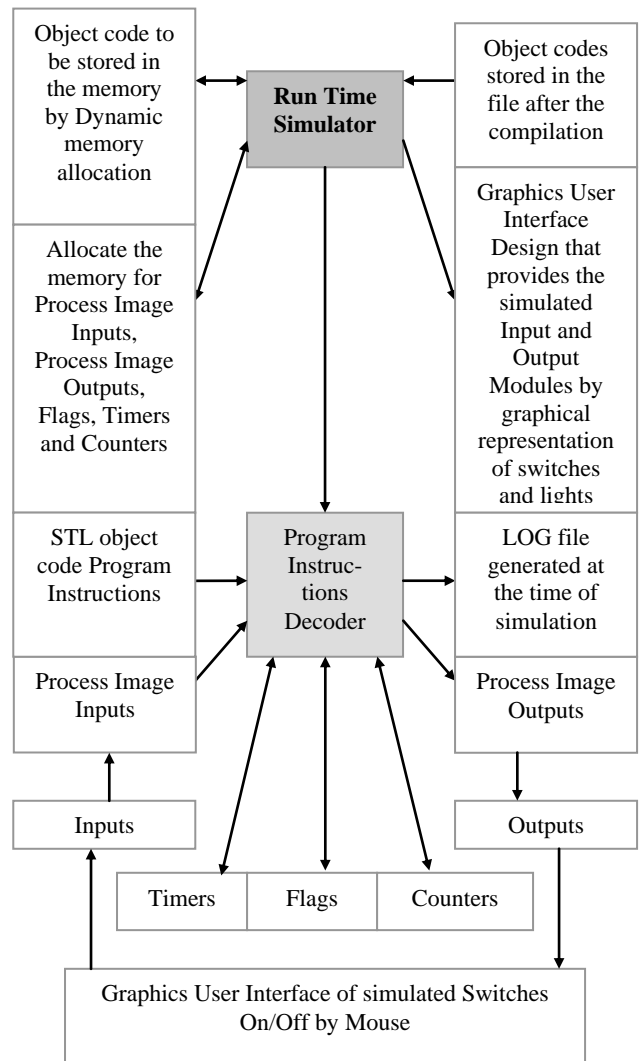 Object code to
be stored in
the memory
by Dynamic
memory
allocation
Run Time
Simulator
Object codes
stored in the
file after the
compilation
Allocate the
memory for
Process Image
Inputs,
Process Image
Outputs,
Flags, Timers
and Counters
Graphics User
Interface
Design that
provides the
simulated
Input and
Output
Modules by
graphical
representation
of switches
and lights
STL object
code Program
Instructions
Program
Instruc-
tions
Decoder
LOG file
generated at
the time of
simulation
Process Image
Inputs
Process Image
Outputs
Inputs
Outputs
Timers
Flags
Counters
Graphics User Interface of simulated Switches
On/Off by Mouse